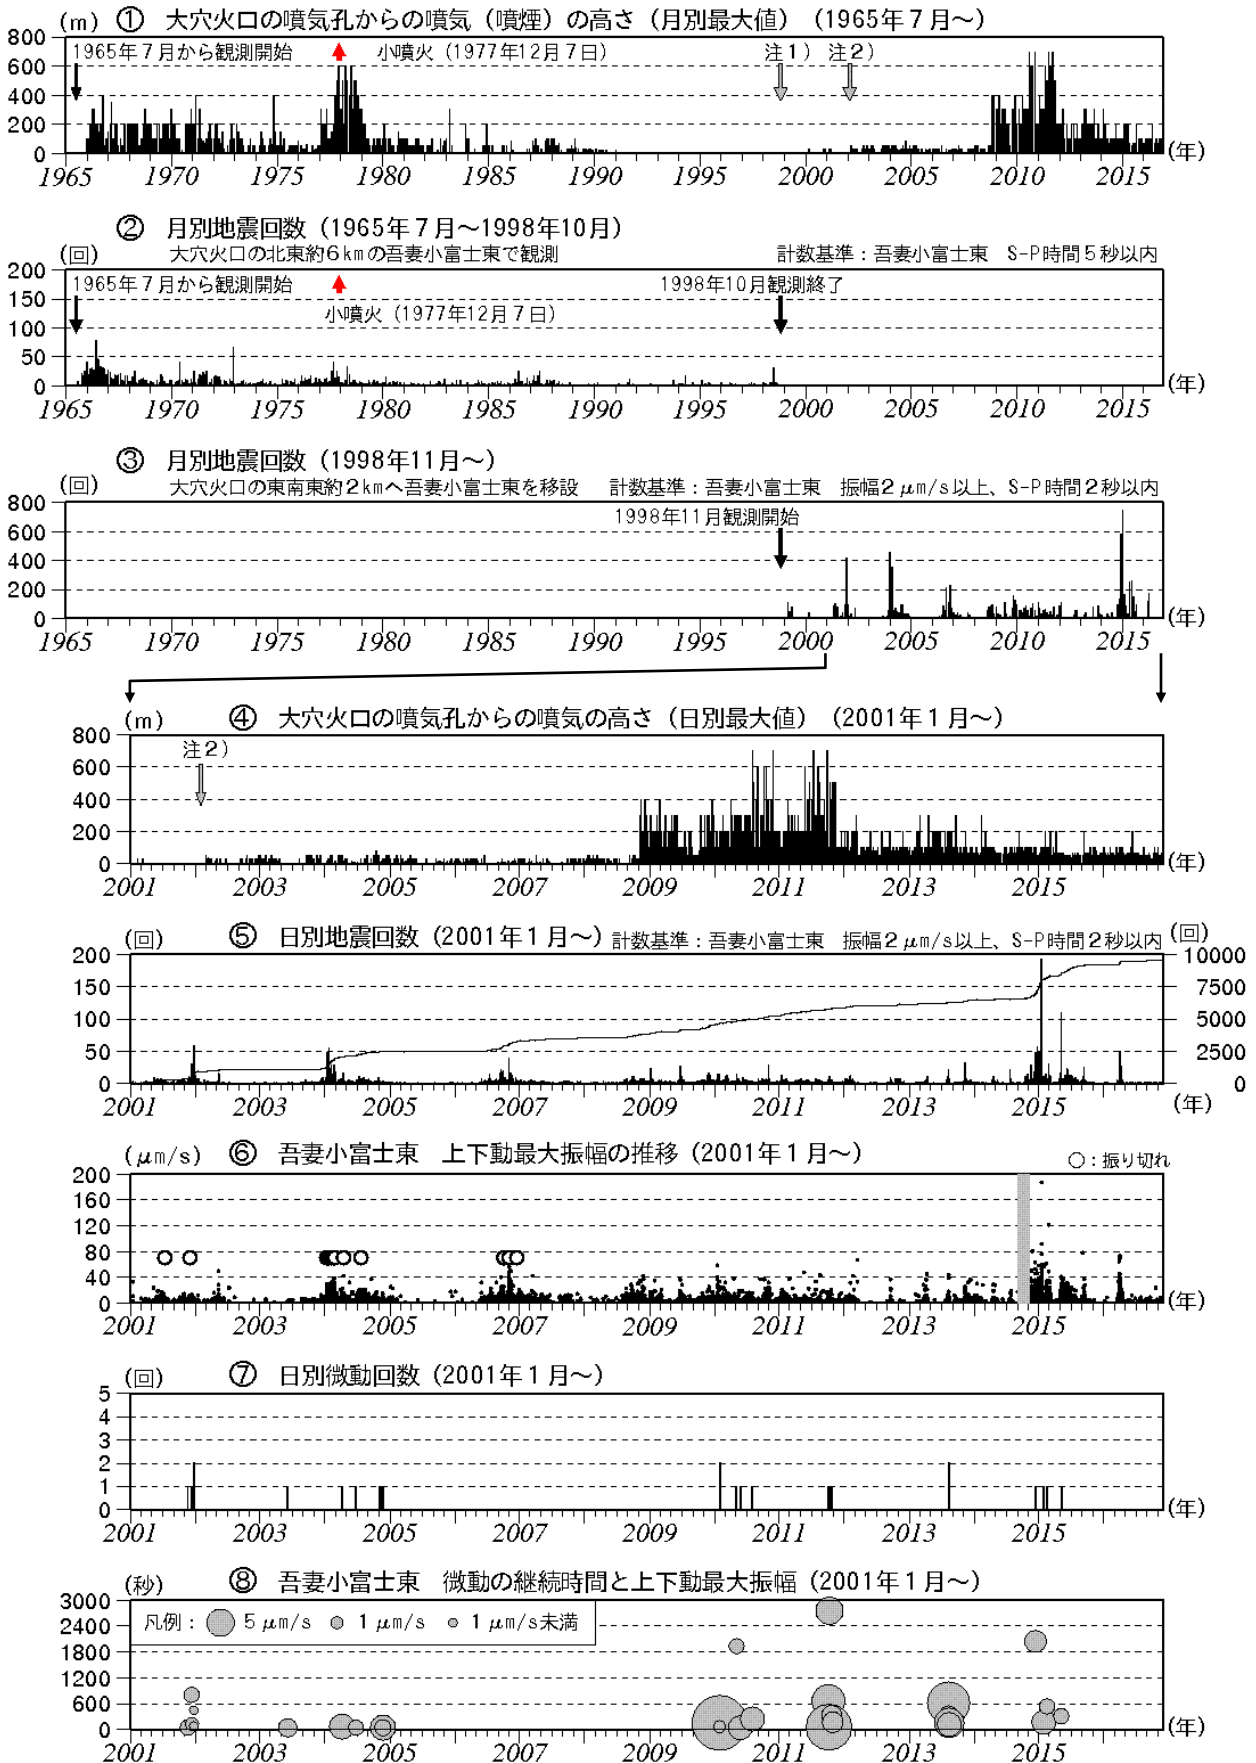 (m) ① 大穴火口の噴気孔からの噴気（噴煙）の高さ（月別最大値）（1965年７月～）
800
600
400
200
0
1965年７月から観測開始
小噴火（1977年12月７日）
注１） 注２）
1965 1970 1975 1980 1985 1990 1995 2000 2005 2010 2015 (年)
② 月別地震回数（1965年７月～1998年10月）
(回) 大穴火口の北東約６kmの吾妻小富士東で観測 計数基準：吾妻小富士東 S-P時間５秒以内
200
150
100
50
0
1965年７月から観測開始
1998年10月観測終了
小噴火（1977年12月７日）
1965 1970 1975 1980 1985 1990 1995 2000 2005 2010 2015 (年)
③ 月別地震回数（1998年11月～）
(回) 大穴火口の東南東約２kmへ吾妻小富士東を移設 計数基準：吾妻小富士東 振幅２μm/s以上、S-P時間２秒以内
800
600
400
200
0
1998年11月観測開始
1965 1970 1975 1980 1985 1990 1995 2000 2005 2010 2015 (年)
(m) ④ 大穴火口の噴気孔からの噴気の高さ（日別最大値）（2001年１月～）
800
600
400
200
0
注２）
2001 2003 2005 2007 2009 2011 2013 2015 (年)
(回) ⑤ 日別地震回数（2001年１月～） 計数基準：吾妻小富士東 振幅２μm/s以上、S-P時間２秒以内 (回)
200 10000
150 7500
100 5000
50 2500
0 0
2001 2003 2005 2007 2009 2011 2013 2015 (年)
(μm/s) ⑥ 吾妻小富士東 上下動最大振幅の推移（2001年１月～）
○：振り切れ
200
160
120
80
40
0
2001 2003 2005 2007 2009 2011 2013 2015 (年)
(回) ⑦ 日別微動回数（2001年１月～）
5
4
3
2
1
0
2001 2003 2005 2007 2009 2011 2013 2015 (年)
(秒) ⑧ 吾妻小富士東 微動の継続時間と上下動最大振幅（2001年１月～）
3000
2400
1800
1200
600
0
凡例： 5 μm/s 1 μm/s 1 μm/s未満
2001 2003 2005 2007 2009 2011 2013 2015 (年)